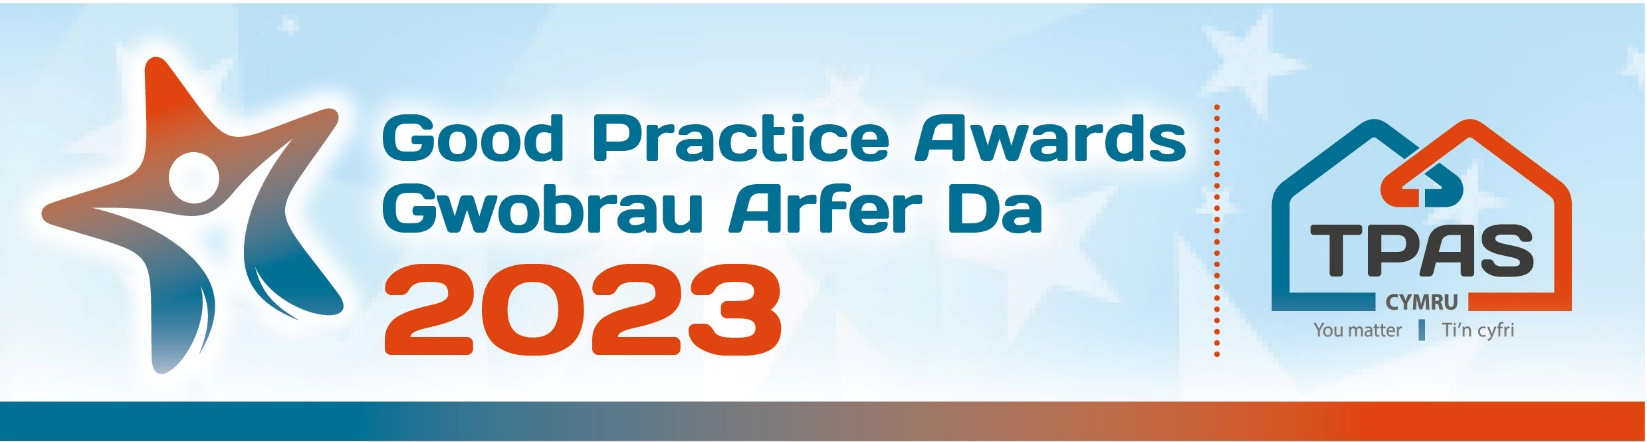 Good Practice Awards
Gwobrau Arfer Da
2023
TPAS
CYMRU
You matter | Ti'n cyfri